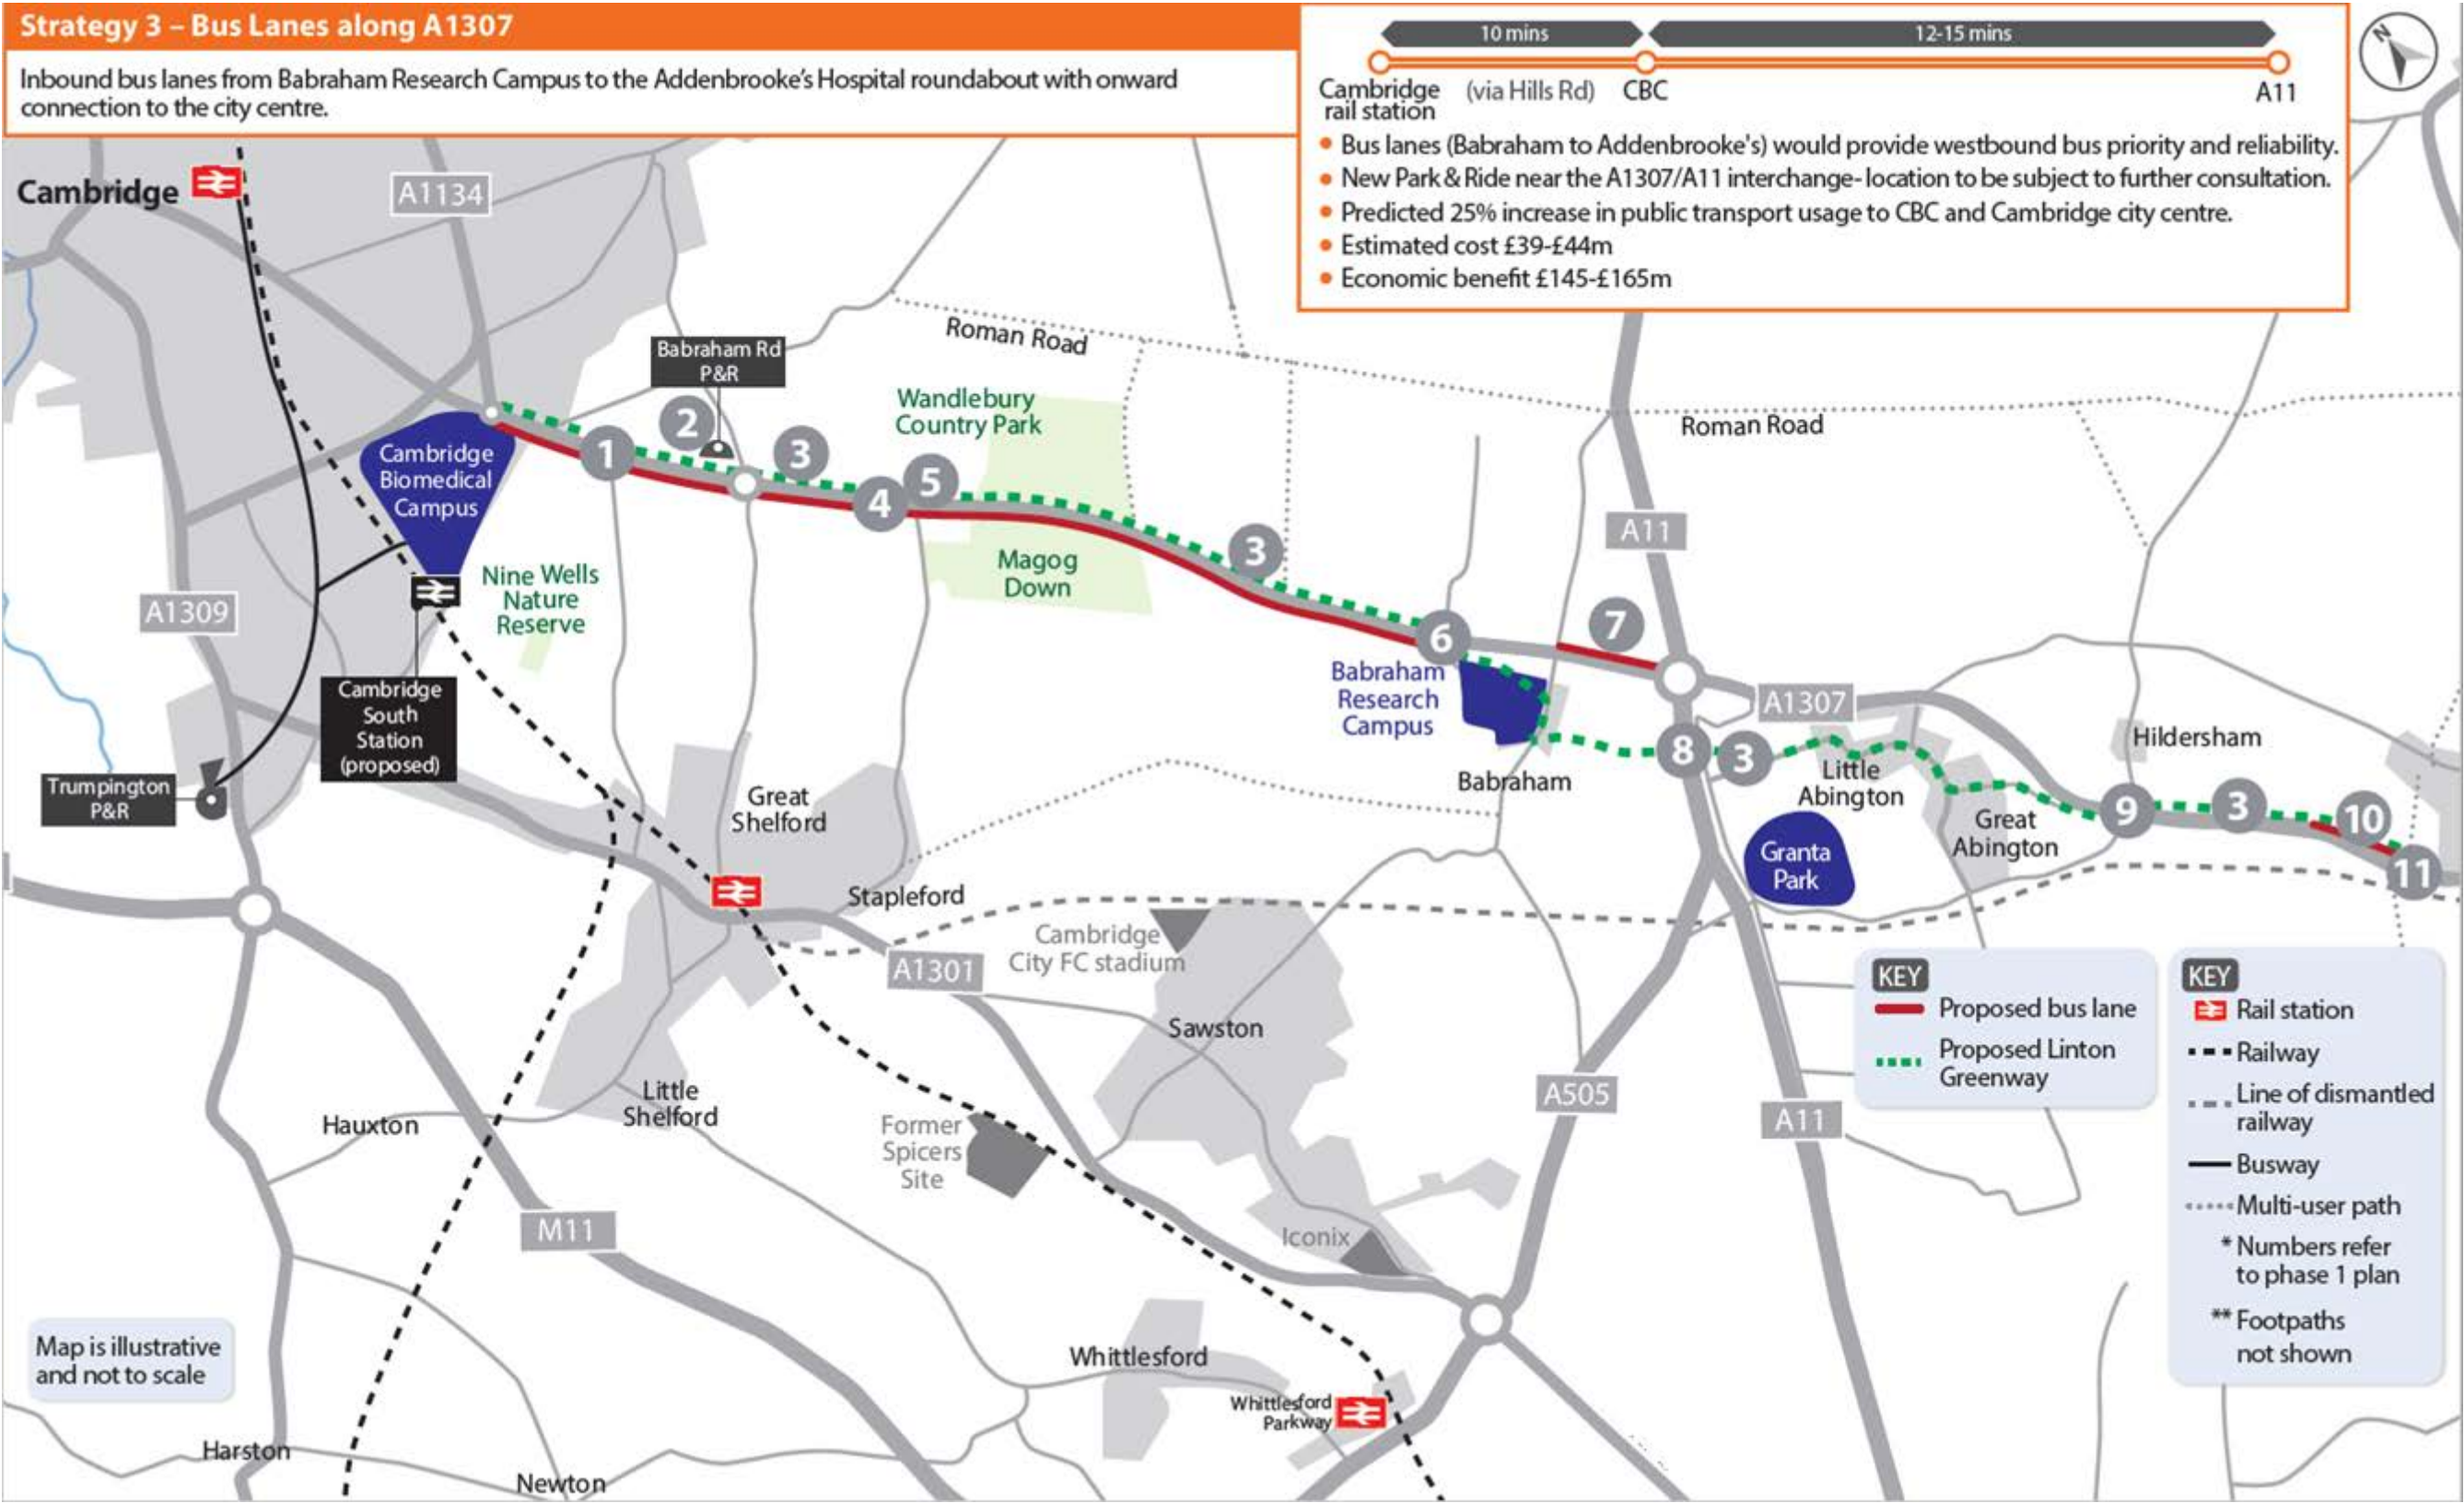 Strategy 3 – Bus Lanes along A1307
Inbound bus lanes from Babraham Research Campus to the Addenbrooke's Hospital roundabout with onward
connection to the city centre.
10 mins
12-15 mins
Cambridge
rail station
(via Hills Rd)
CBC
A11
• Bus lanes (Babraham to Addenbrooke's) would provide westbound bus priority and reliability.
• New Park & Ride near the A1307/A11 interchange- location to be subject to further consultation.
• Predicted 25% increase in public transport usage to CBC and Cambridge city centre.
• Estimated cost £39-£44m
• Economic benefit £145-£165m
N
Cambridge
A1134
Babraham Rd
P&R
Roman Road
Wandlebury
Country Park
Roman Road
Cambridge
Biomedical
Campus
1
2
3
4
5
3
6
7
A11
Magog
Down
Nine Wells
Nature
Reserve
A1309
Cambridge
South
Station
(proposed)
Trumpington
P&R
Babraham
Research
Campus
Babraham
A1307
8
3
Little
Abington
Hildersham
9
3
10
11
Great
Abington
Granta
Park
Great
Shelford
Stapleford
Cambridge
City FC stadium
A1301
Sawston
Little
Shelford
Hauxton
Former
Spicers
Site
A505
A11
M11
Iconix
Whittlesford
Whittlesford
Parkway
Harston
Newton
Map is illustrative
and not to scale
KEY
Proposed bus lane
Proposed Linton
Greenway
KEY
Rail station
Railway
Line of dismantled
railway
Busway
Multi-user path
* Numbers refer
to phase 1 plan
** Footpaths
not shown